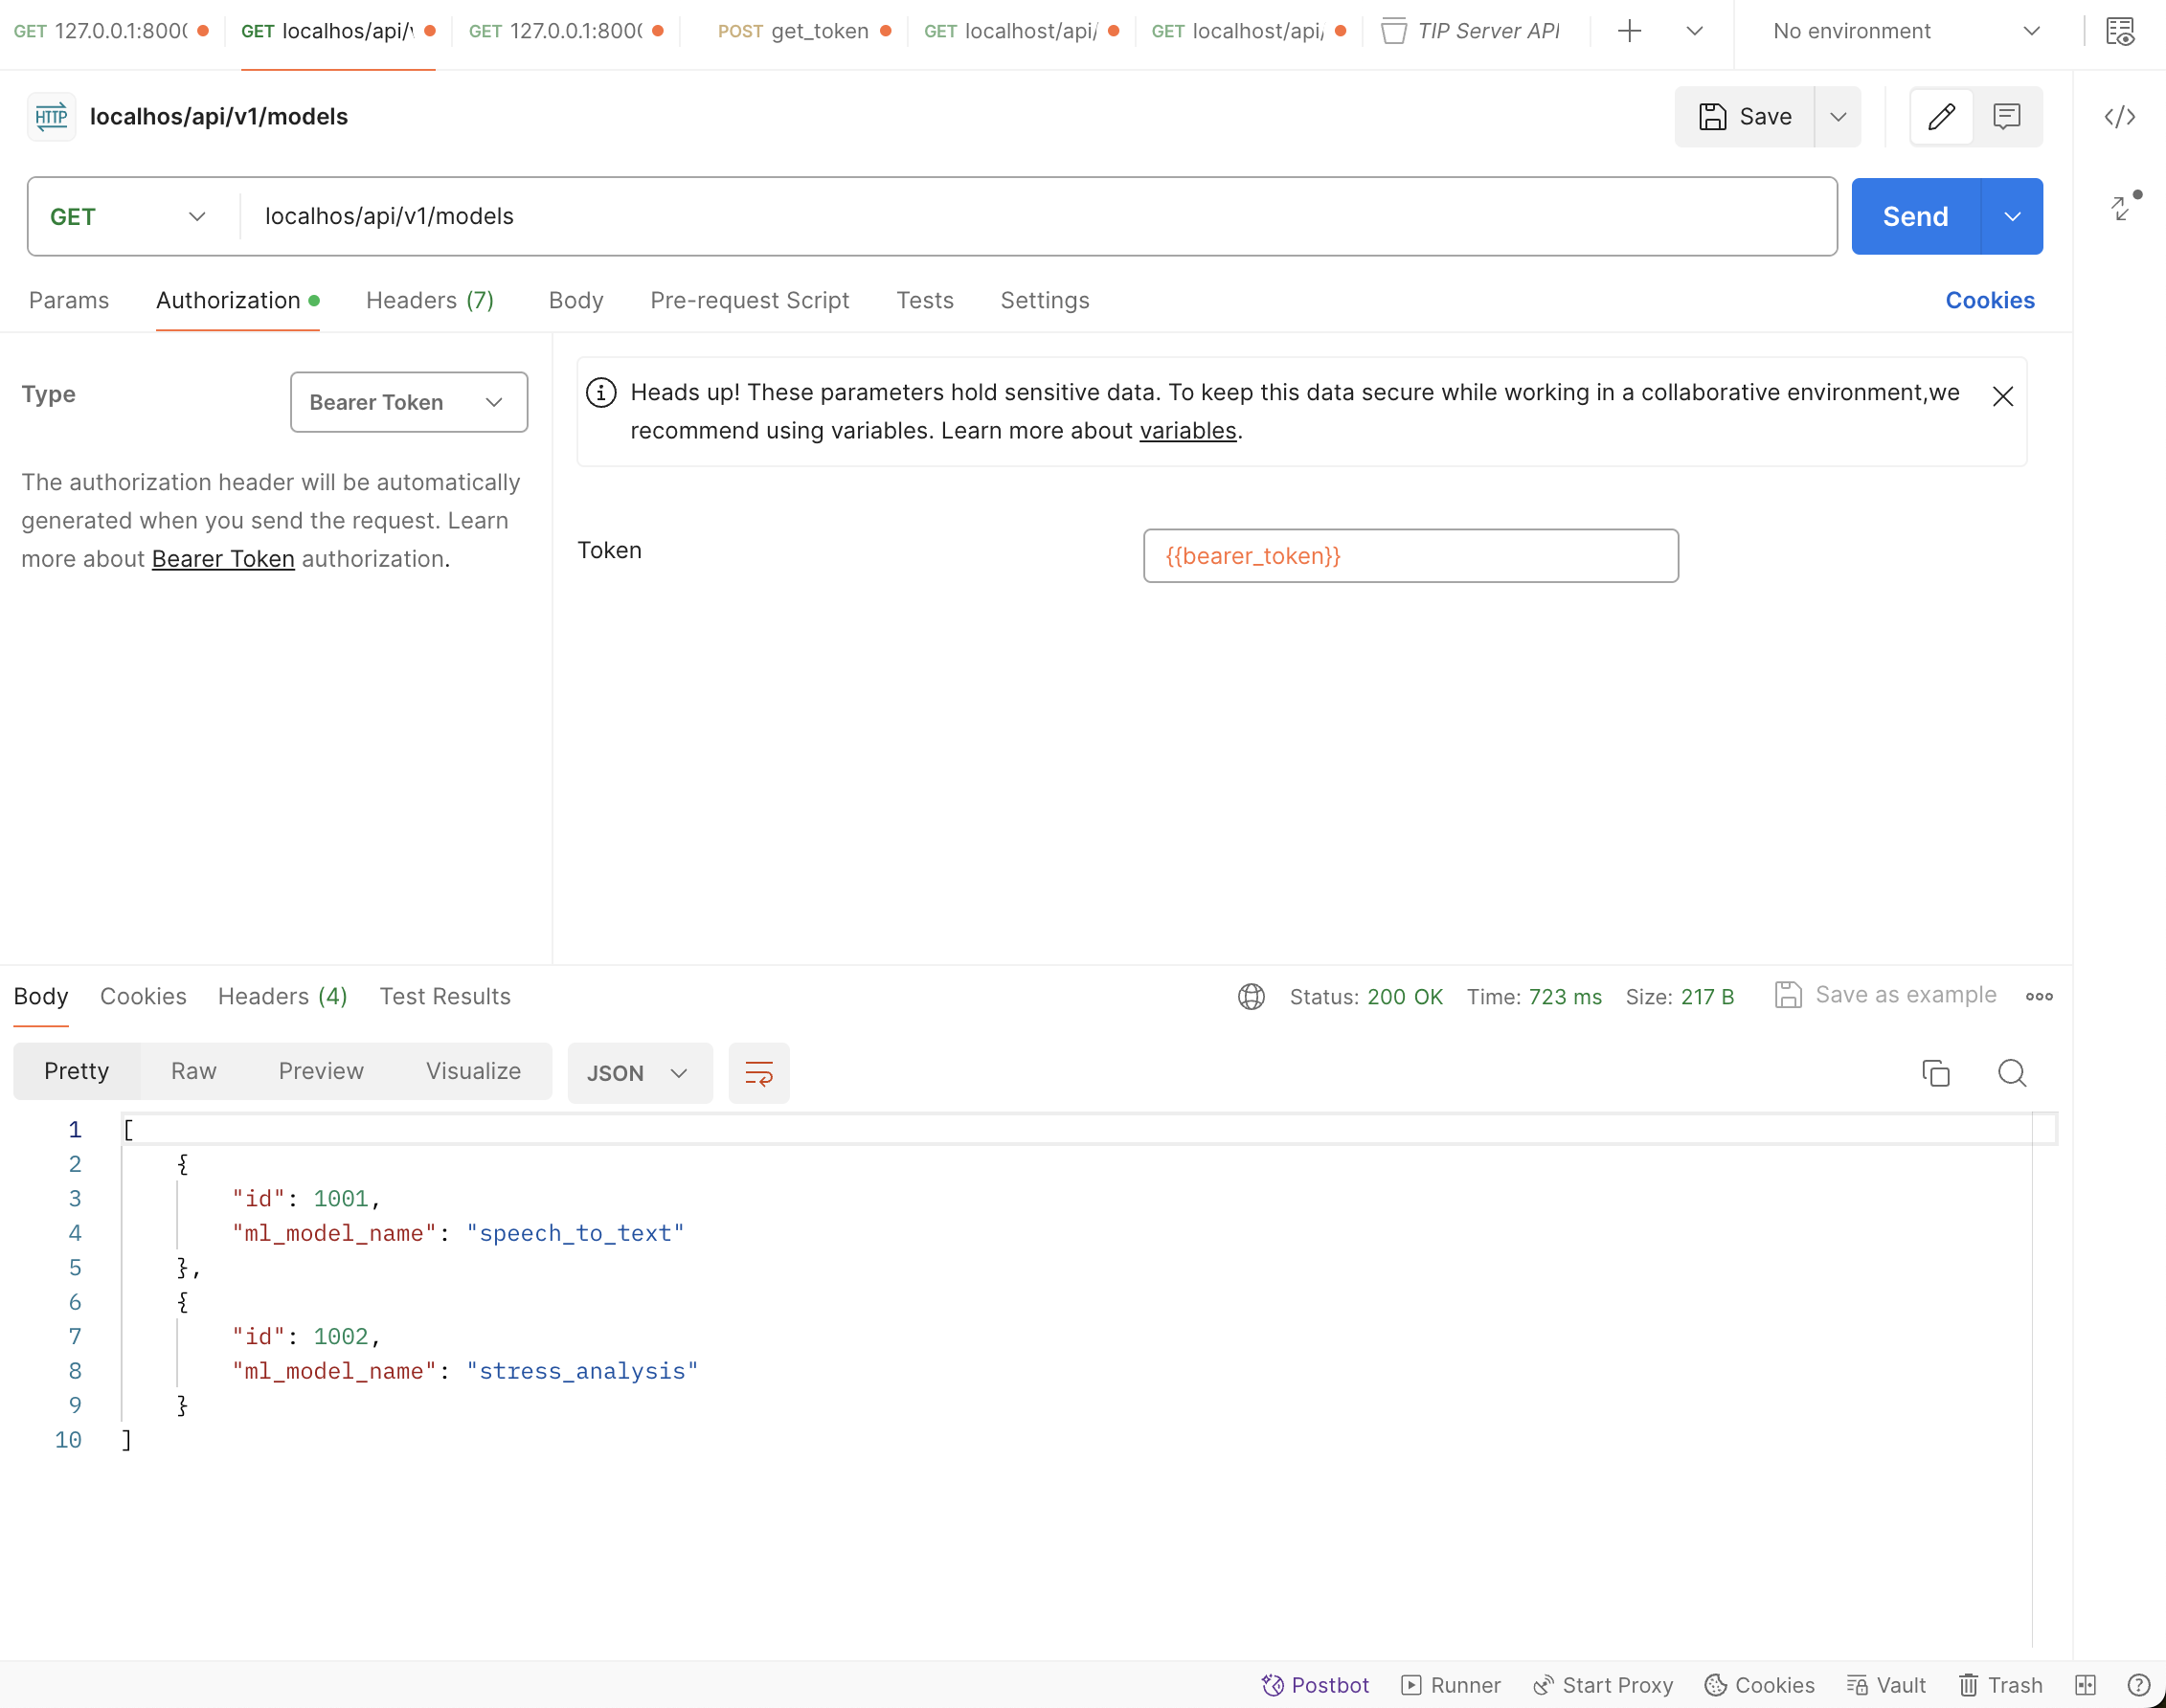 GET 127.0.0.1:8000
GET localhos/api/v
GET 127.0.0.1:8000
POST get_token
GET localhost/api/
GET localhost/api/
TIP Server API
No environment
HTTP localhos/api/v1/models
Save
GET localhos/api/v1/models
Send
Params Authorization Headers (7) Body Pre-request Script Tests Settings Cookies
Type
Bearer Token
The authorization header will be automatically
generated when you send the request. Learn
more about Bearer Token authorization.
Heads up! These parameters hold sensitive data. To keep this data secure while working in a collaborative environment,we
recommend using variables. Learn more about variables.
Token
{{bearer_token}}
Body Cookies Headers (4) Test Results
Status: 200 OK Time: 723 ms Size: 217 B
Save as example
Pretty Raw Preview Visualize
JSON
1 [
2 {
3 "id": 1001,
4 "ml_model_name": "speech_to_text"
5 },
6 {
7 "id": 1002,
8 "ml_model_name": "stress_analysis"
9 }
10 ]
Postbot Runner Start Proxy Cookies Vault Trash